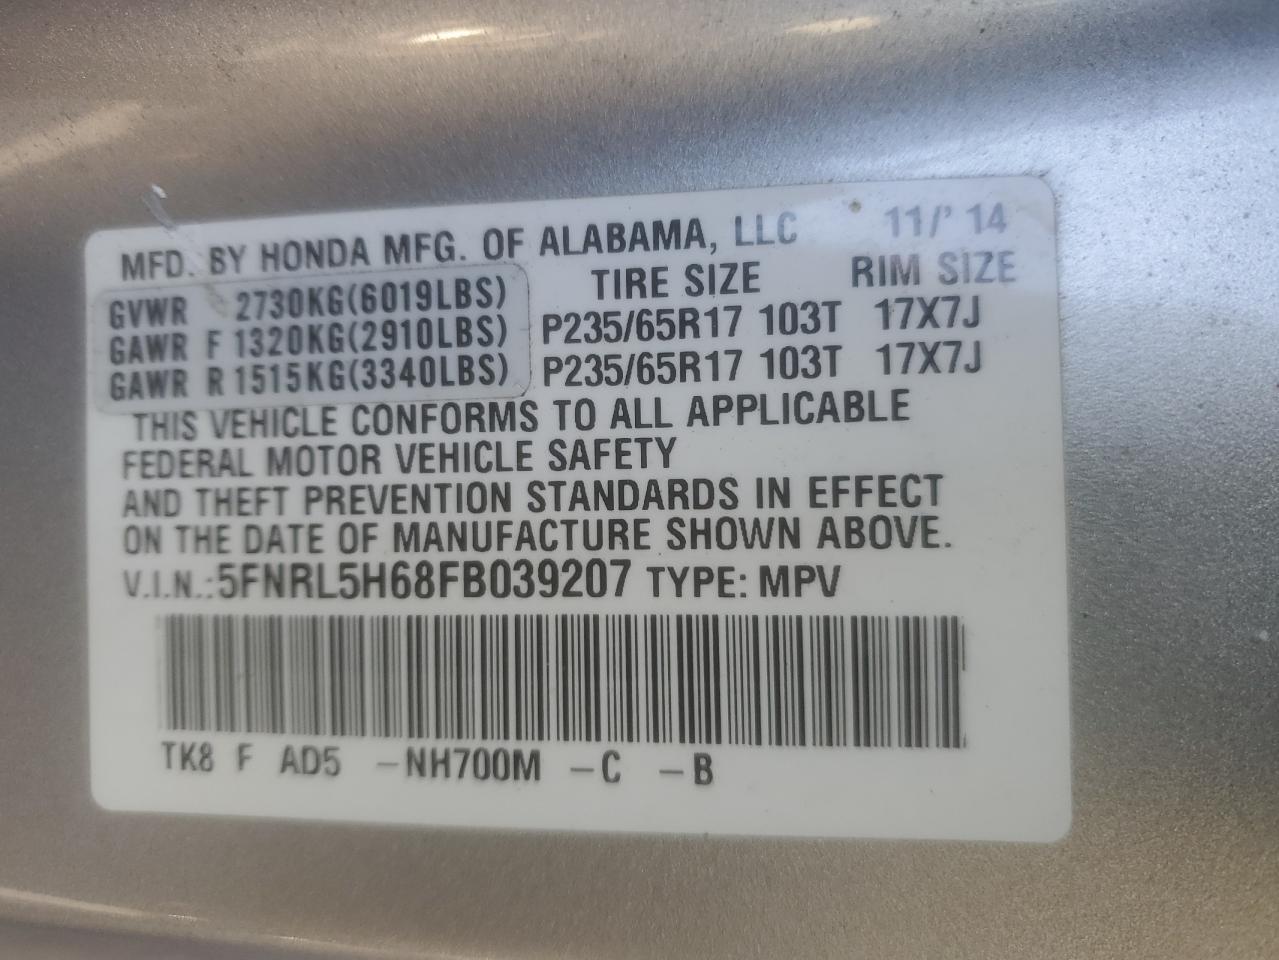 MFD. BY HONDA MFG. OF ALABAMA, LLC 11/'14
GVWR 2730KG(6019LBS) TIRE SIZE RIM SIZE
GAWR F 1320KG(2910LBS) P235/65R17 103T 17X7J
GAWR R 1515KG(3340LBS) P235/65R17 103T 17X7J
THIS VEHICLE CONFORMS TO ALL APPLICABLE
FEDERAL MOTOR VEHICLE SAFETY
AND THEFT PREVENTION STANDARDS IN EFFECT
ON THE DATE OF MANUFACTURE SHOWN ABOVE.
V.I.N.:5FNRL5H68FB039207 TYPE: MPV
TK8 F AD5 -NH700M -C -B